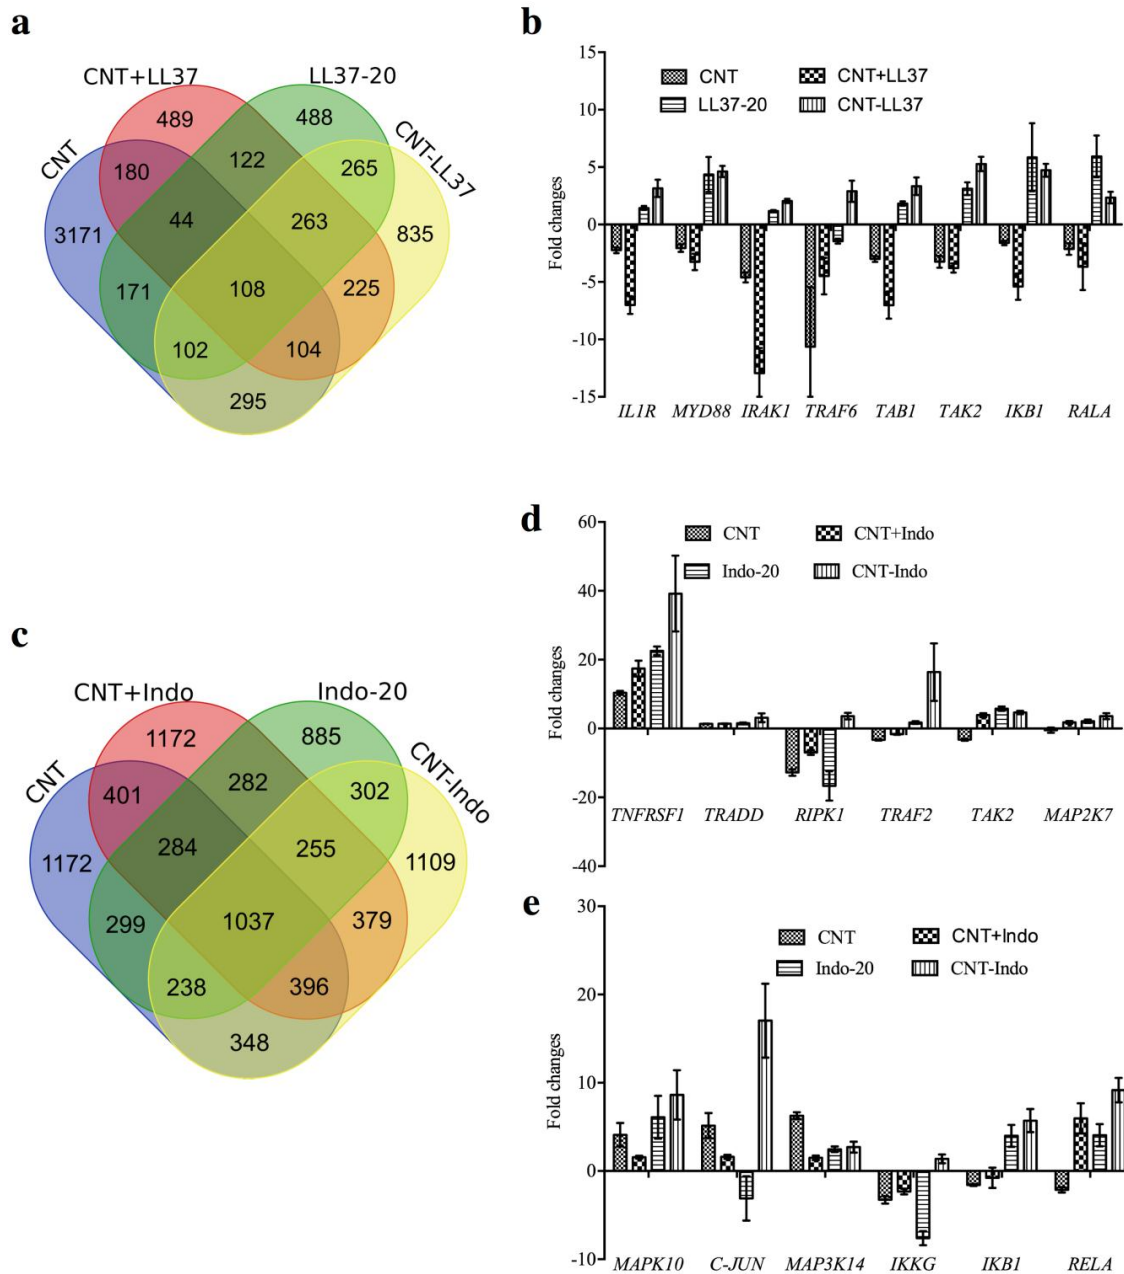 a
CNT+LL37 LL37-20
CNT CNT-LL37
489 488
180 122 265
3171 44 263 835
171 108 225
102 104
295
b
15
10
5
0
-5
-10
-15
Fold changes
CNT CNT+LL37
LL37-20 CNT-LL37
IL1R MYD88 IRAK1 TRAF6 TAB1 TAK2 IKB1 RALA
c
CNT+Indo Indo-20
CNT CNT-Indo
1172 885
401 282 302
1172 284 255 1109
299 1037 379
238 396
348
d
60
40
20
0
-20
-40
Fold changes
CNT CNT+Indo
Indo-20 CNT-Indo
TNFRSF1 TRADD RIPK1 TRAF2 TAK2 MAP2K7
e
30
20
10
0
-10
Fold changes
CNT CNT+Indo
Indo-20 CNT-Indo
MAPK10 C-JUN MAP3K14 IKKG IKB1 RELA